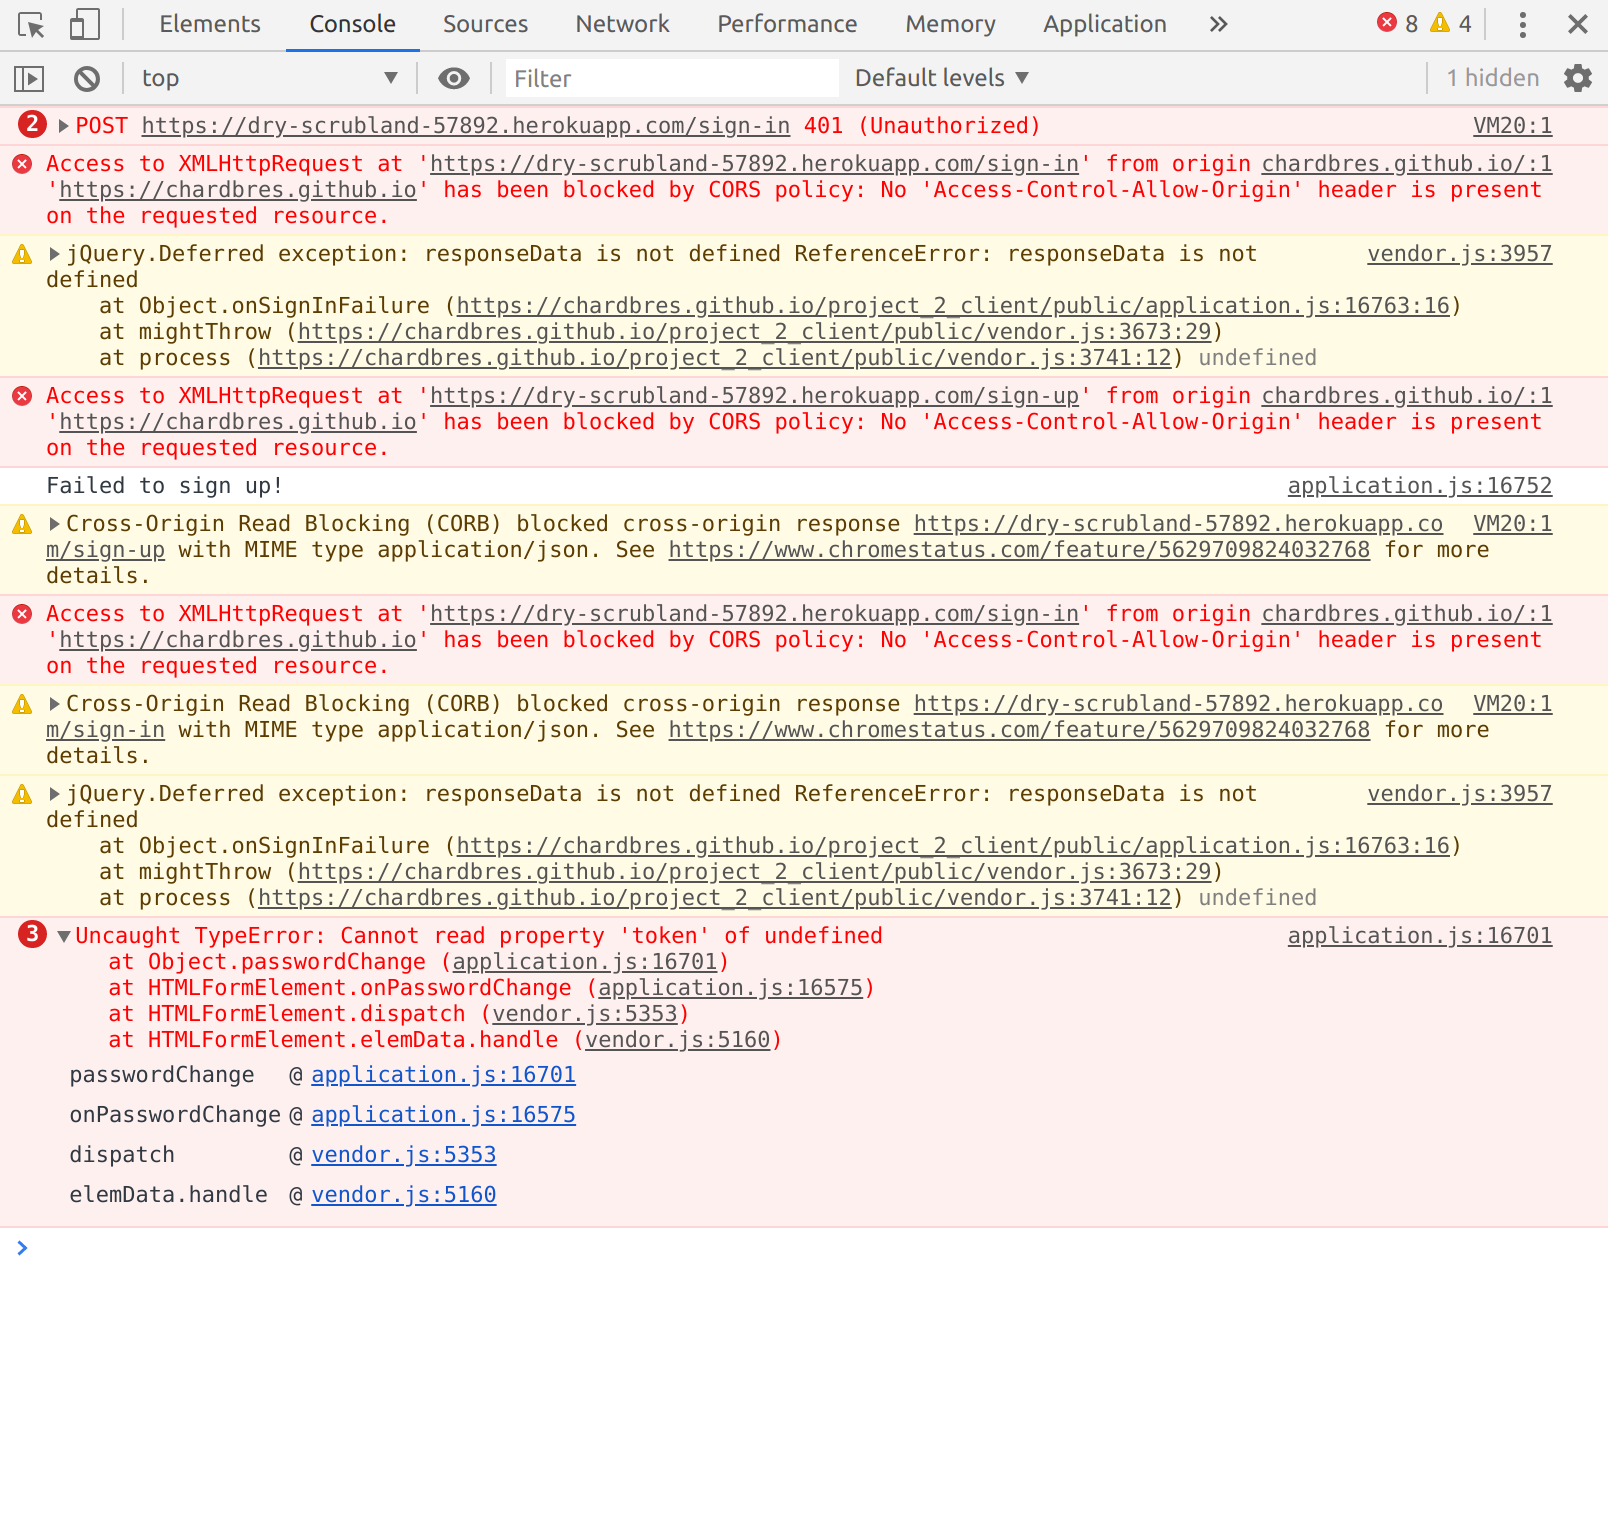 Elements Console Sources Network Performance Memory Application » 8 4
top Filter Default levels 1 hidden
2 POST https://dry-scrubland-57892.herokuapp.com/sign-in 401 (Unauthorized) VM20:1
Access to XMLHttpRequest at 'https://dry-scrubland-57892.herokuapp.com/sign-in' from origin chardbres.github.io/:1
'https://chardbres.github.io' has been blocked by CORS policy: No 'Access-Control-Allow-Origin' header is present
on the requested resource.
jQuery.Deferred exception: responseData is not defined ReferenceError: responseData is not vendor.js:3957
defined
at Object.onSignInFailure (https://chardbres.github.io/project_2_client/public/application.js:16763:16)
at mightThrow (https://chardbres.github.io/project_2_client/public/vendor.js:3673:29)
at process (https://chardbres.github.io/project_2_client/public/vendor.js:3741:12) undefined
Access to XMLHttpRequest at 'https://dry-scrubland-57892.herokuapp.com/sign-up' from origin chardbres.github.io/:1
'https://chardbres.github.io' has been blocked by CORS policy: No 'Access-Control-Allow-Origin' header is present
on the requested resource.
Failed to sign up! application.js:16752
Cross-Origin Read Blocking (CORB) blocked cross-origin response https://dry-scrubland-57892.herokuapp.co VM20:1
m/sign-up with MIME type application/json. See https://www.chromestatus.com/feature/5629709824032768 for more
details.
Access to XMLHttpRequest at 'https://dry-scrubland-57892.herokuapp.com/sign-in' from origin chardbres.github.io/:1
'https://chardbres.github.io' has been blocked by CORS policy: No 'Access-Control-Allow-Origin' header is present
on the requested resource.
Cross-Origin Read Blocking (CORB) blocked cross-origin response https://dry-scrubland-57892.herokuapp.co VM20:1
m/sign-in with MIME type application/json. See https://www.chromestatus.com/feature/5629709824032768 for more
details.
jQuery.Deferred exception: responseData is not defined ReferenceError: responseData is not vendor.js:3957
defined
at Object.onSignInFailure (https://chardbres.github.io/project_2_client/public/application.js:16763:16)
at mightThrow (https://chardbres.github.io/project_2_client/public/vendor.js:3673:29)
at process (https://chardbres.github.io/project_2_client/public/vendor.js:3741:12) undefined
3 Uncaught TypeError: Cannot read property 'token' of undefined application.js:16701
at Object.passwordChange (application.js:16701)
at HTMLFormElement.onPasswordChange (application.js:16575)
at HTMLFormElement.dispatch (vendor.js:5353)
at HTMLFormElement.elemData.handle (vendor.js:5160)
passwordChange @ application.js:16701
onPasswordChange @ application.js:16575
dispatch @ vendor.js:5353
elemData.handle @ vendor.js:5160